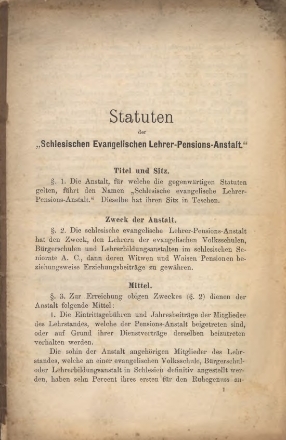 Statuten
der
„Schlesischen Evangelischen Lehrer-Pensions-Anstalt."
Titel und Sitz.
§. 1. Die Anstalt, für welche die gegenwärtigen Statuten
gelten, führt den Namen „Schlesische evangelische Lehrer-
Pensions-Anstalt." Dieselbe hat ihren Sitz in Teschen.
Zweck der Anstalt.
§. 2. Die schlesische evangelische Lehrer-Pensions-Anstalt
hat den Zweck, den Lehrern der evangelischen Volksschulen,
Bürgerschulen und Lehrerbildungsanstalten im schlesischen Se-
niorate A. C., dann deren Witwen und Waisen Pensionen be-
ziehungsweise Erziehungsbeiträge zu gewähren.
Mittel.
§. 3. Zur Erreichung obigen Zweckes (§. 2) dienen der
Anstalt folgende Mittel:
1. Die Eintrittsgebühren und Jahresbeiträge der Mitglieder
des Lehrstandes, welche der Pensions-Anstalt beigetreten sind,
oder auf Grund ihrer Dienstverträge derselben beizutreten
verhalten werden.
Die sohin der Anstalt angehörigen Mitglieder des Lehr-
standes, welche an einer evangelischen Volksschule, Bürgerschul-
oder Lehrerbildungsanstalt in Schlesien definitiv angestellt wer-
den, haben zehn Percent ihres ersten für den Ruhegenuss an-
1